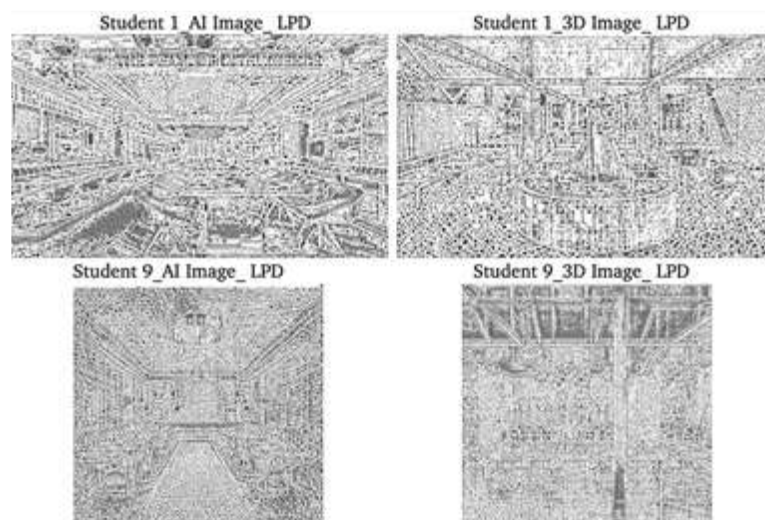 Student 1_AI Image_ LPD
Student 1_3D Image_ LPD
Student 9_AI Image_ LPD
Student 9_3D Image_ LPD